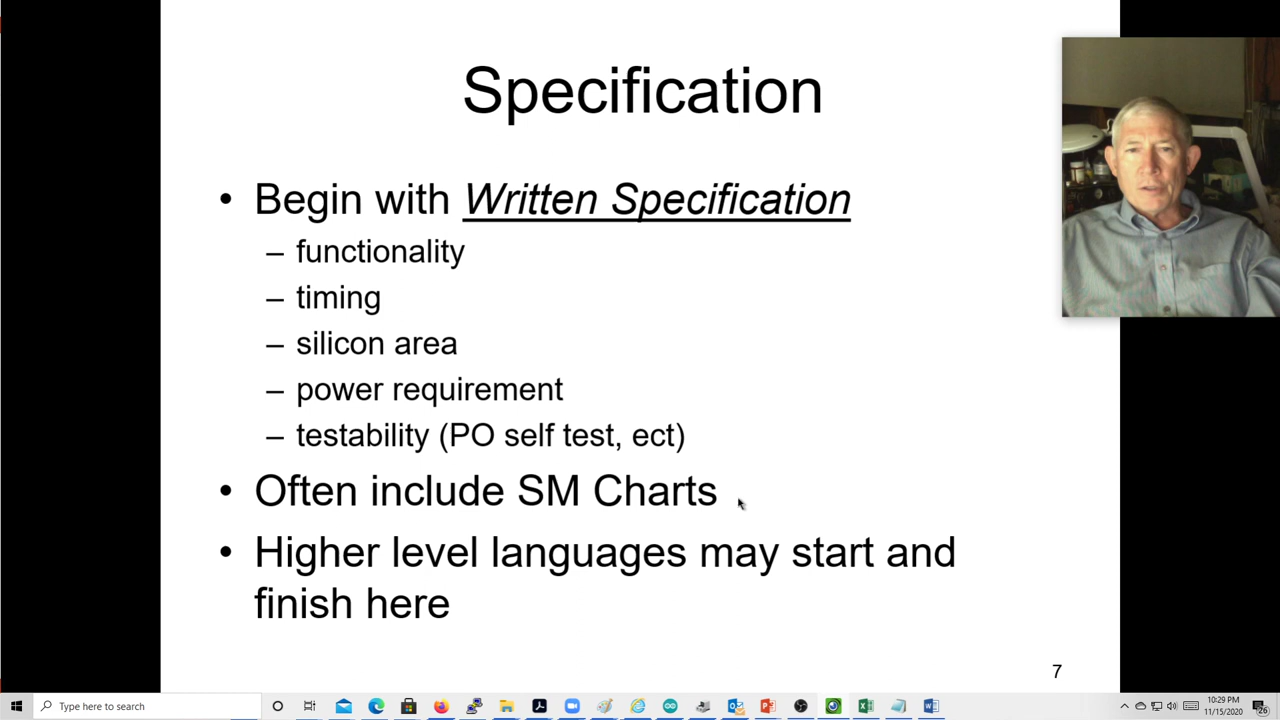 Specification
• Begin with Written Specification
– functionality
– timing
– silicon area
– power requirement
– testability (PO self test, ect)
• Often include SM Charts
• Higher level languages may start and
finish here
7
Type here to search
10:29 PM
11/15/2020
26